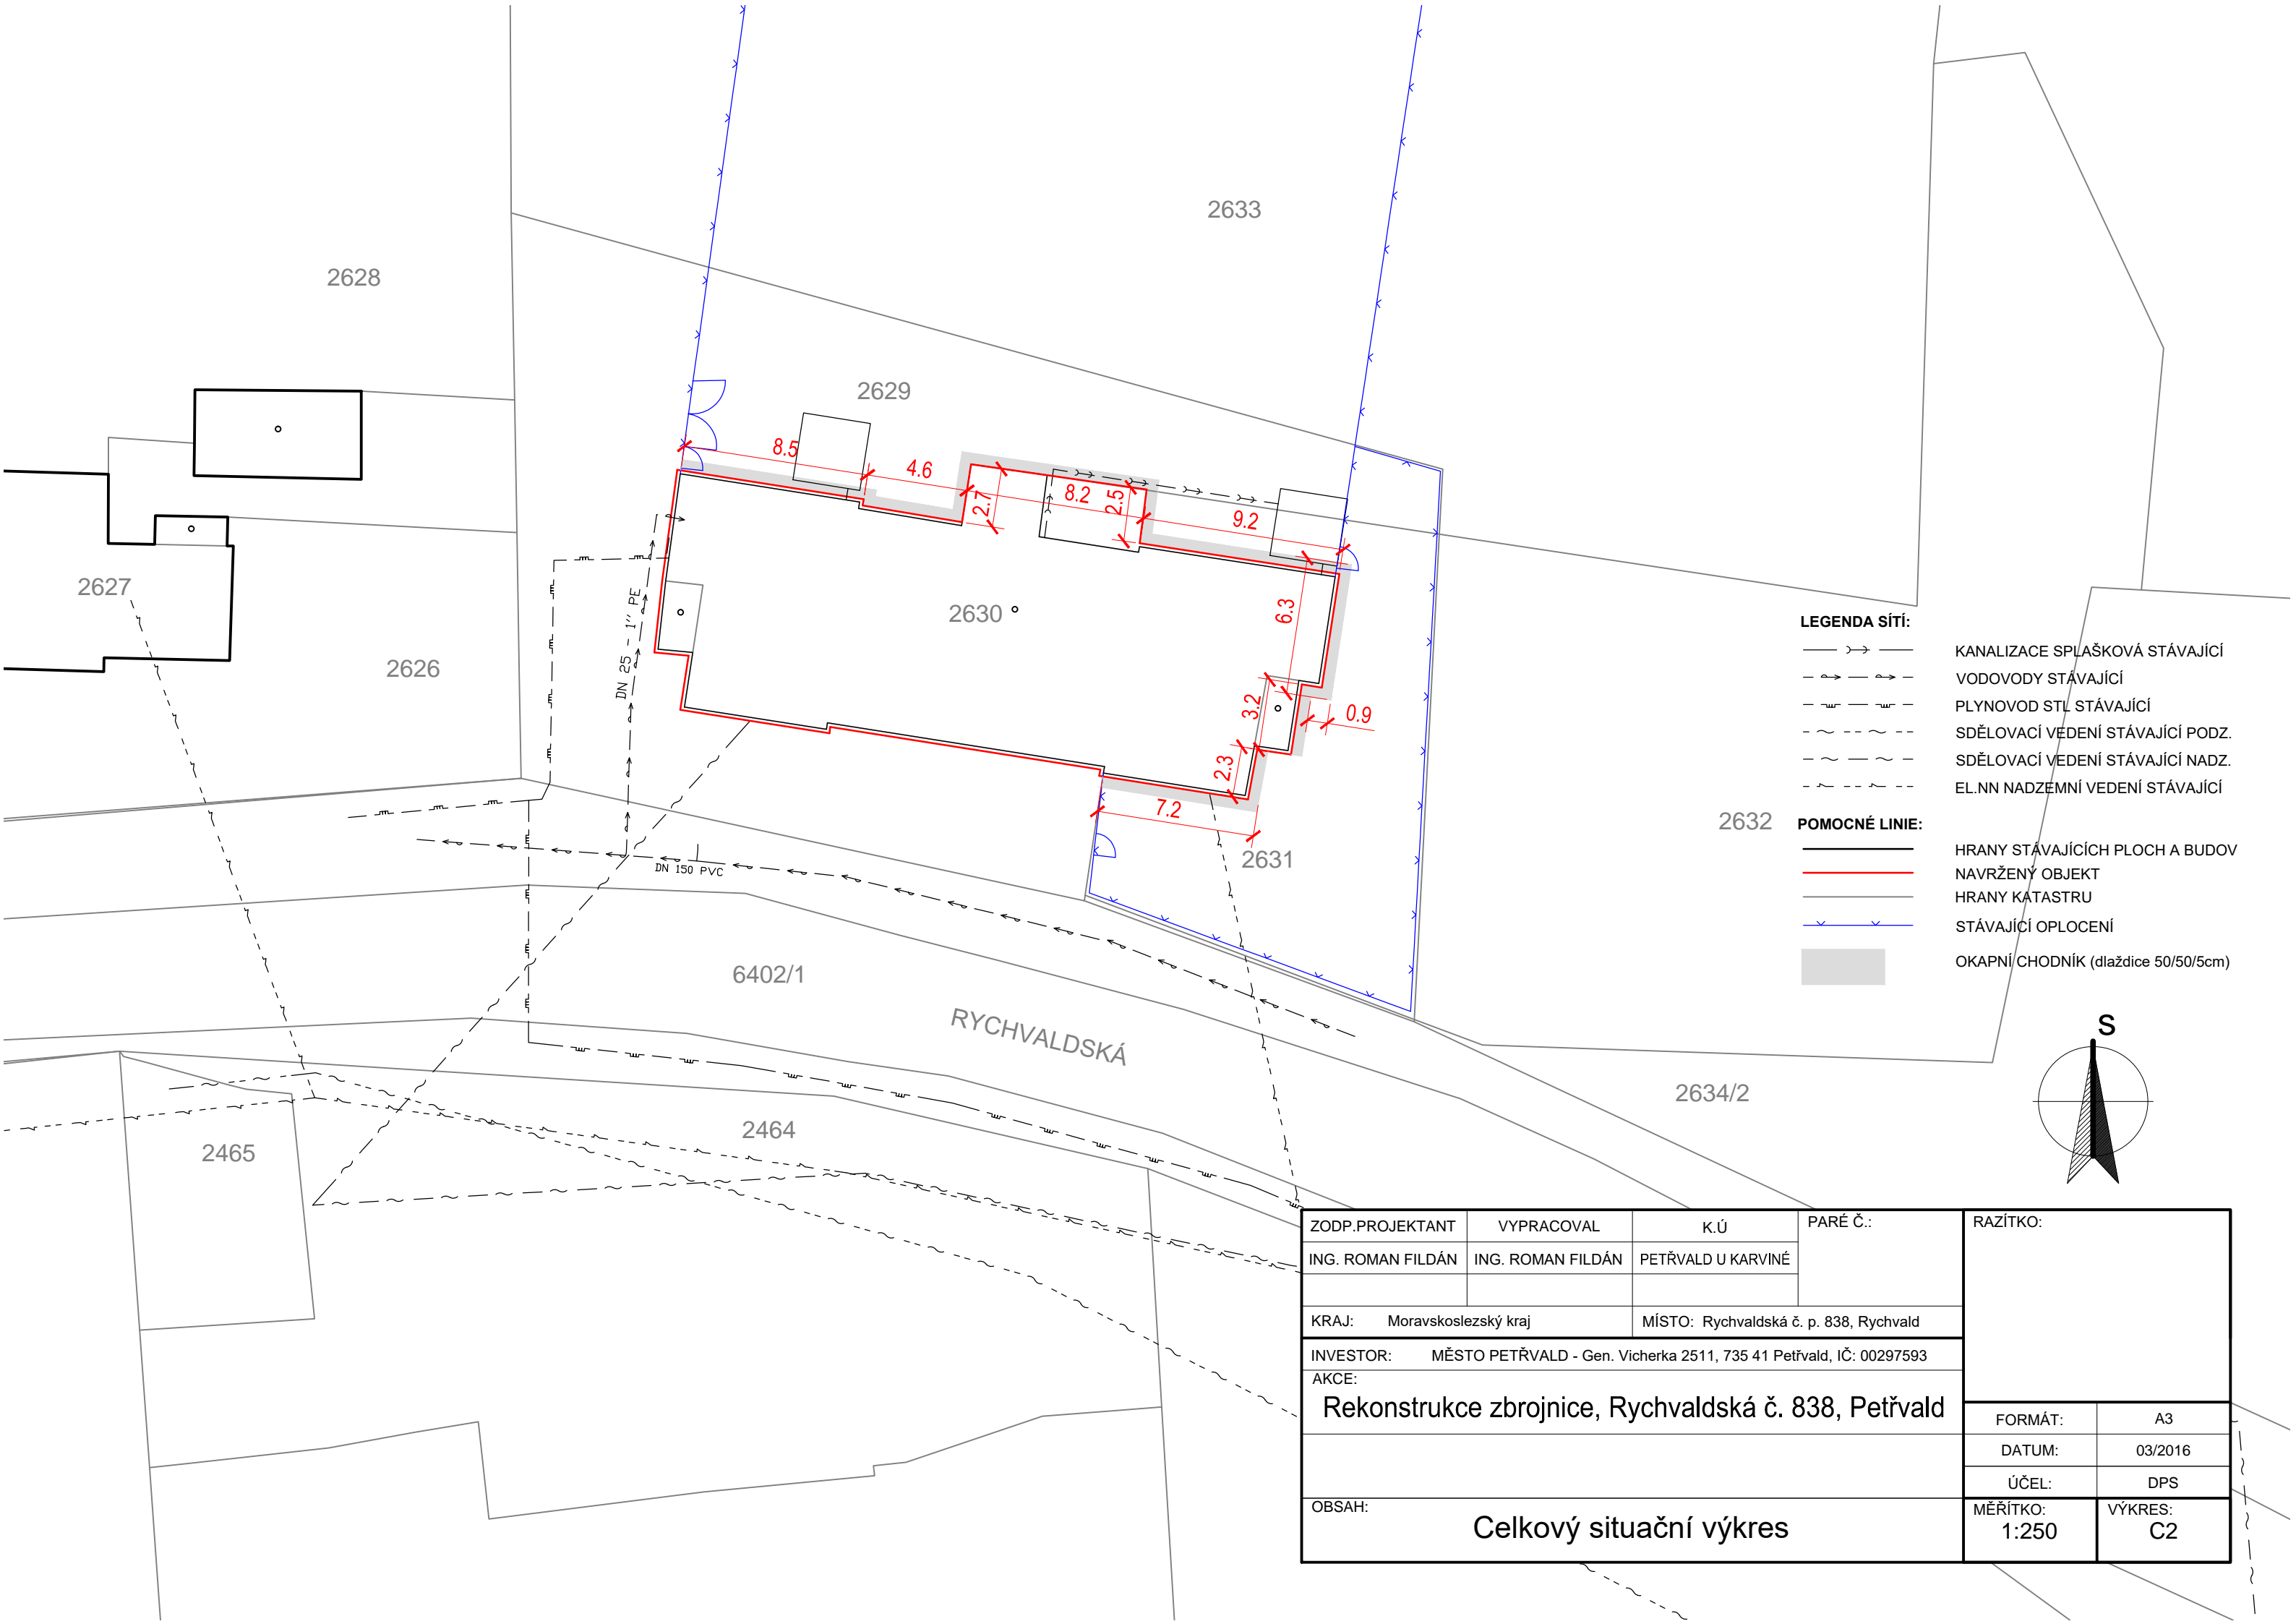 2633
2628
2629
8.5
4.6
2.7
8.2
2.5
9.2
2627
2626
DN 25 - 1'' PE
2630
6.3
3.2
0.9
2.3
7.2
2631
2632
DN 150 PVC
6402/1
RYCHVALDSKÁ
2634/2
2464
2465
LEGENDA SÍTÍ:
KANALIZACE SPLAŠKOVÁ STÁVAJÍCÍ
VODOVODY STÁVAJÍCÍ
PLYNOVOD STL STÁVAJÍCÍ
SDĚLOVACÍ VEDENÍ STÁVAJÍCÍ PODZ.
SDĚLOVACÍ VEDENÍ STÁVAJÍCÍ NADZ.
EL.NN NADZEMNÍ VEDENÍ STÁVAJÍCÍ
POMOCNÉ LINIE:
HRANY STÁVAJÍCÍCH PLOCH A BUDOV
NAVRŽENÝ OBJEKT
HRANY KATASTRU
STÁVAJÍCÍ OPLOCENÍ
OKAPNÍ CHODNÍK (dlaždice 50/50/5cm)
S
ZODP.PROJEKTANT VYPRACOVAL K.Ú PARÉ Č.: RAZÍTKO:
ING. ROMAN FILDÁN ING. ROMAN FILDÁN PETŘVALD U KARVINÉ
KRAJ: Moravskoslezský kraj MÍSTO: Rychvaldská č. p. 838, Rychvald
INVESTOR: MĚSTO PETŘVALD - Gen. Vicherka 2511, 735 41 Petřvald, IČ: 00297593
AKCE:
Rekonstrukce zbrojnice, Rychvaldská č. 838, Petřvald
FORMÁT: A3
DATUM: 03/2016
ÚČEL: DPS
OBSAH:
Celkový situační výkres
MĚŘÍTKO: VÝKRES:
1:250 C2